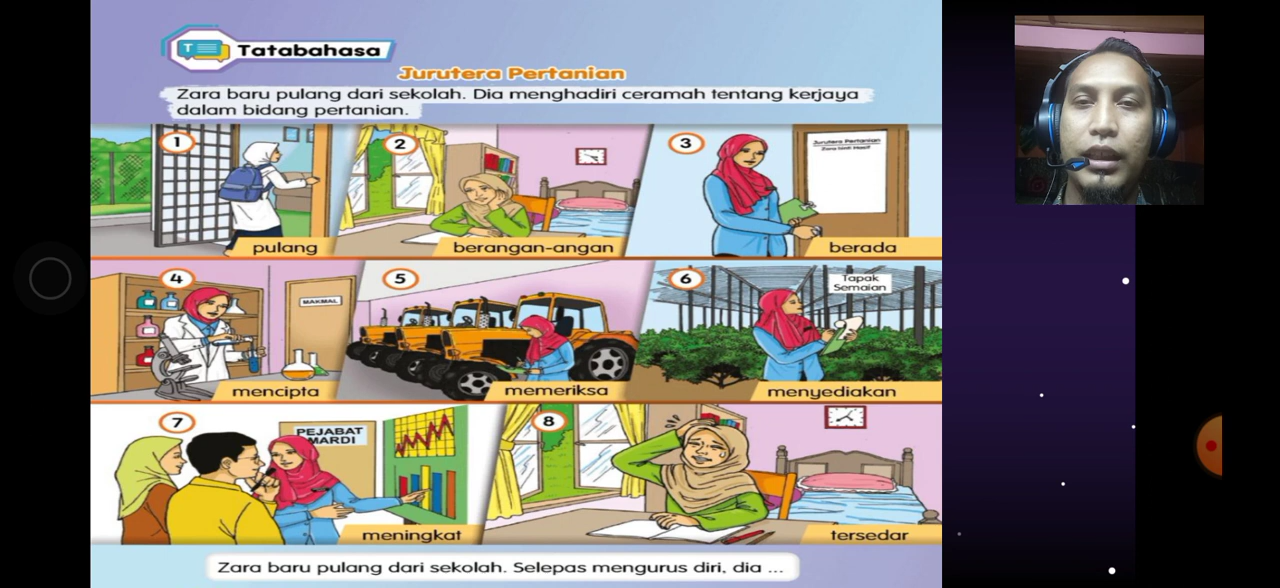 T
Tatabahasa
Jurutera Pertanian
Zara baru pulang dari sekolah. Dia menghadiri ceramah tentang kerjaya
dalam bidang pertanian.
1
pulang
2
berangan-angan
3
Jurutera Pertanian
berada
4
MAKMAL
mencipta
5
memeriksa
6
Tapak
Semaian
menyediakan
7
PEJABAT
MARDI
meningkat
8
tersedar
Zara baru pulang dari sekolah. Selepas mengurus diri, dia ...